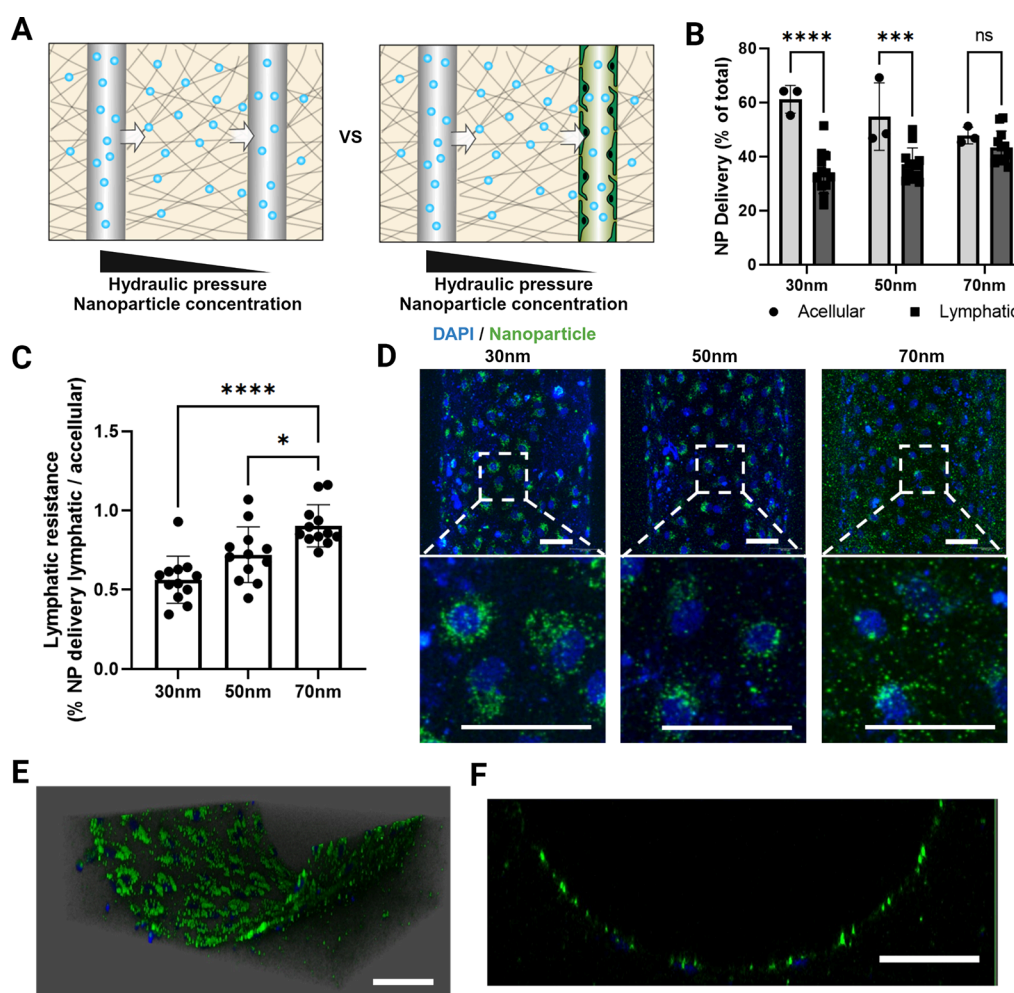 A
vs
Hydraulic pressure
Nanoparticle concentration
Hydraulic pressure
Nanoparticle concentration
B
NP Delivery (% of total)
80
60
40
20
0
****
***
ns
30nm
50nm
70nm
Acellular
Lymphatic
C
Lymphatic resistance
(% NP delivery lymphatic / accellular)
1.5
1.0
0.5
0.0
****
*
30nm
50nm
70nm
D
DAPI / Nanoparticle
30nm
50nm
70nm
E
F